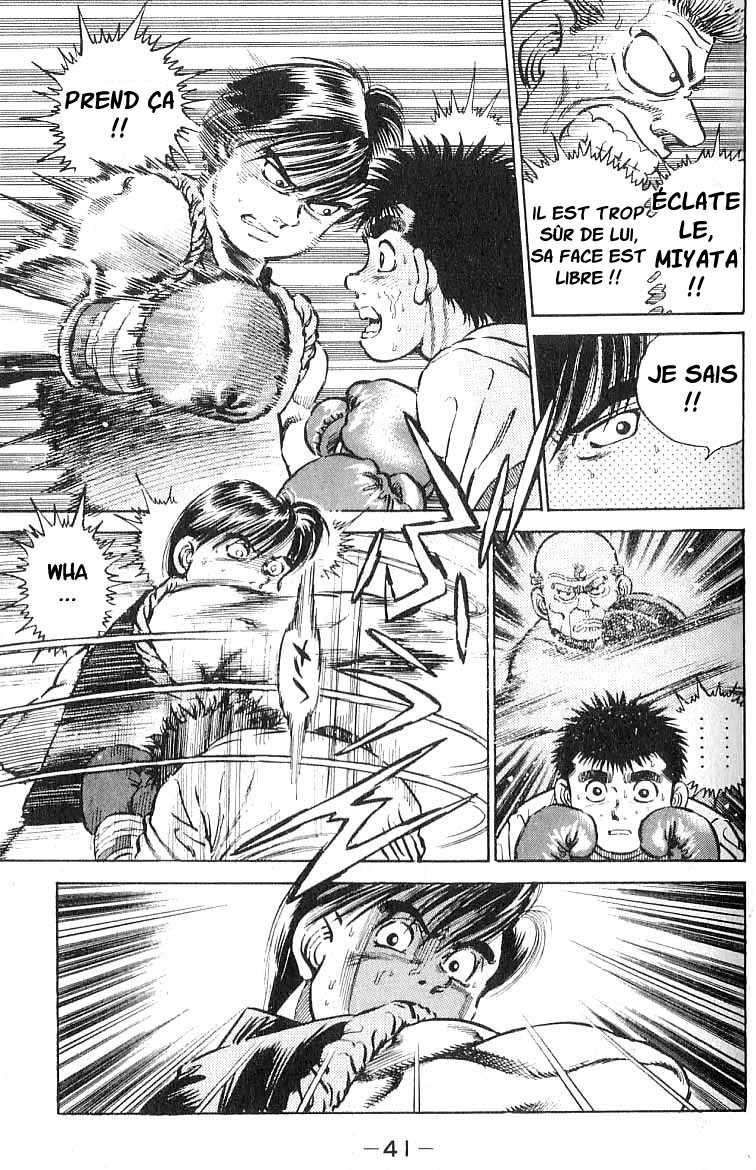 ÉCLATE
LE,
MIYATA
!!
IL EST TROP
SÛR DE LUI,
SA FACE EST
LIBRE !!
JE SAIS
!!
PREND ÇA
!!
WHA
...
-41-